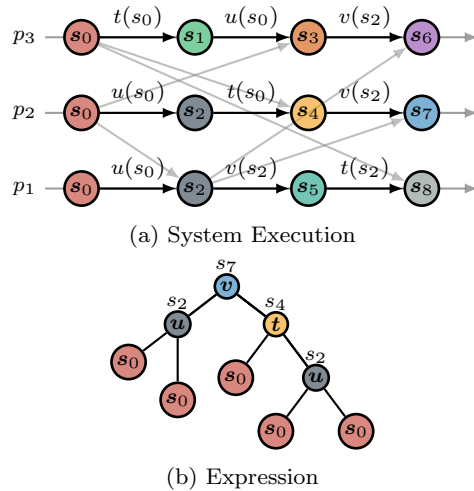 t(s₀) u(s₀) v(s₂)
p₃ s₀ s₁ s₃ s₆
u(s₀) t(s₀) v(s₂)
p₂ s₀ s₂ s₄ s₇
u(s₀) v(s₂) t(s₂)
p₁ s₀ s₂ s₅ s₈
(a) System Execution
s₇
v
s₂ s₄
u t
s₂
s₀ s₀ u
s₀
s₀ s₀
(b) Expression